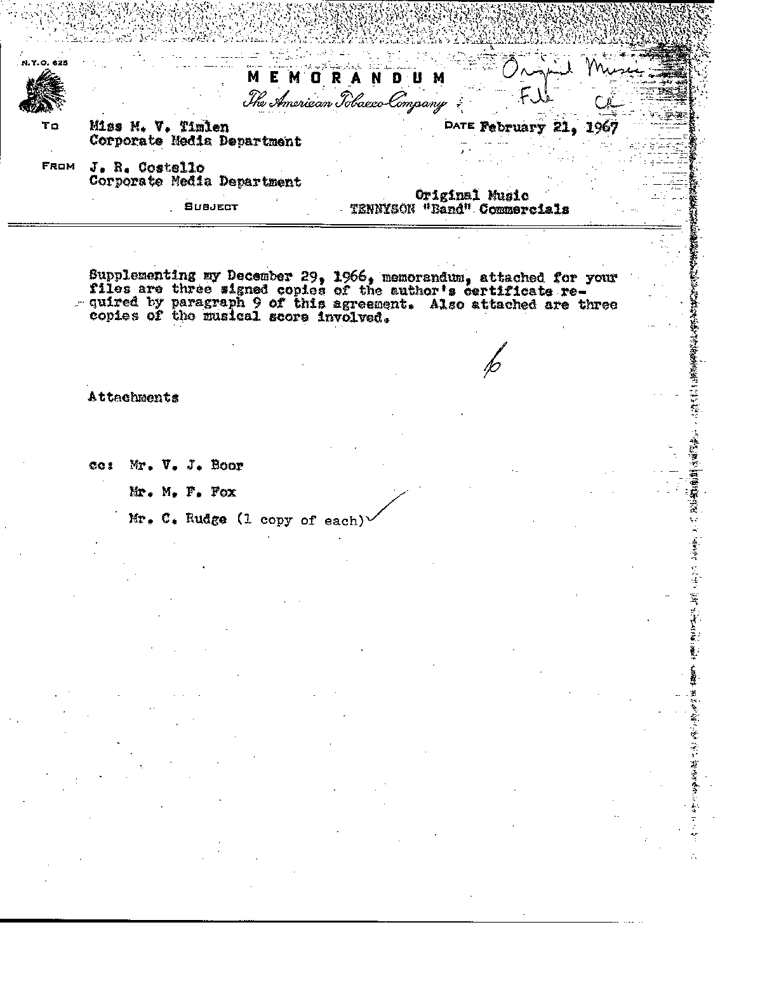 N.Y.O. 625
MEMORANDUM
The American Tobacco Company
Original Music
File CR
TO Miss M. V. Timlen
Corporate Media Department
DATE February 21, 1967
FROM J. R. Costello
Corporate Media Department
SUBJECT Original Music
TENNYSON "Band" Commercials
Supplementing my December 29, 1966, memorandum, attached for your
files are three signed copies of the author's certificate re-
quired by paragraph 9 of this agreement. Also attached are three
copies of the musical score involved.
Attachments
cc: Mr. V. J. Boor
Mr. M. F. Fox
Mr. C. Rudge (1 copy of each)